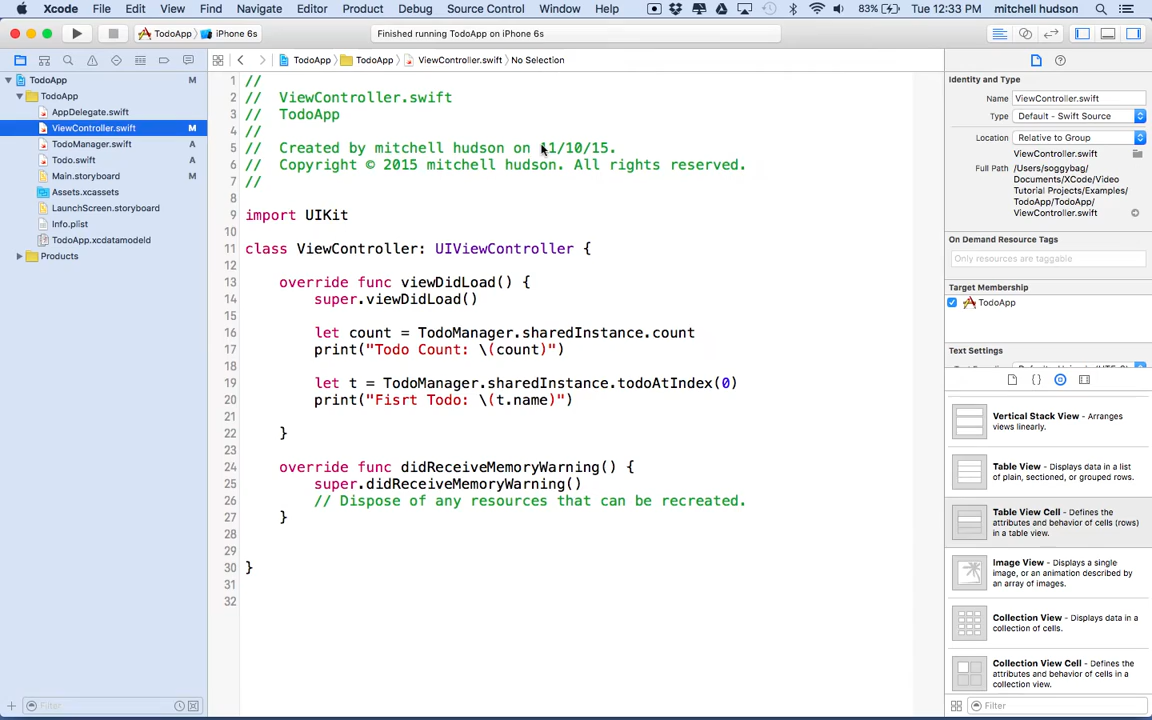 Xcode File Edit View Find Navigate Editor Product Debug Source Control Window Help 83% Tue 12:33 PM mitchell hudson
TodoApp iPhone 6s Finished running TodoApp on iPhone 6s
TodoApp TodoApp ViewController.swift No Selection
TodoApp M
TodoApp
AppDelegate.swift
ViewController.swift M
TodoManager.swift A
Todo.swift A
Main.storyboard M
Assets.xcassets
LaunchScreen.storyboard
Info.plist
TodoApp.xcdatamodeld
Products
Filter
1 //
2 // ViewController.swift
3 // TodoApp
4 //
5 // Created by mitchell hudson on 11/10/15.
6 // Copyright © 2015 mitchell hudson. All rights reserved.
7 //
8
9 import UIKit
10
11 class ViewController: UIViewController {
12
13 override func viewDidLoad() {
14 super.viewDidLoad()
15
16 let count = TodoManager.sharedInstance.count
17 print("Todo Count: \(count)")
18
19 let t = TodoManager.sharedInstance.todoAtIndex(0)
20 print("Fisrt Todo: \(t.name)")
21
22 }
23
24 override func didReceiveMemoryWarning() {
25 super.didReceiveMemoryWarning()
26 // Dispose of any resources that can be recreated.
27 }
28
29
30 }
31
32
Identity and Type
Name ViewController.swift
Type Default - Swift Source
Location Relative to Group
ViewController.swift
Full Path /Users/soggybag/
Documents/XCode/Video
Tutorial Projects/Examples/
TodoApp/TodoApp/
ViewController.swift
On Demand Resource Tags
Only resources are taggable
Target Membership
TodoApp
Text Settings
Vertical Stack View - Arranges
views linearly.
Table View - Displays data in a list
of plain, sectioned, or grouped rows.
Table View Cell - Defines the
attributes and behavior of cells (rows)
in a table view.
Image View - Displays a single
image, or an animation described by
an array of images.
Collection View - Displays data in a
collection of cells.
Collection View Cell - Defines the
attributes and behavior of cells in a
collection view.
Filter